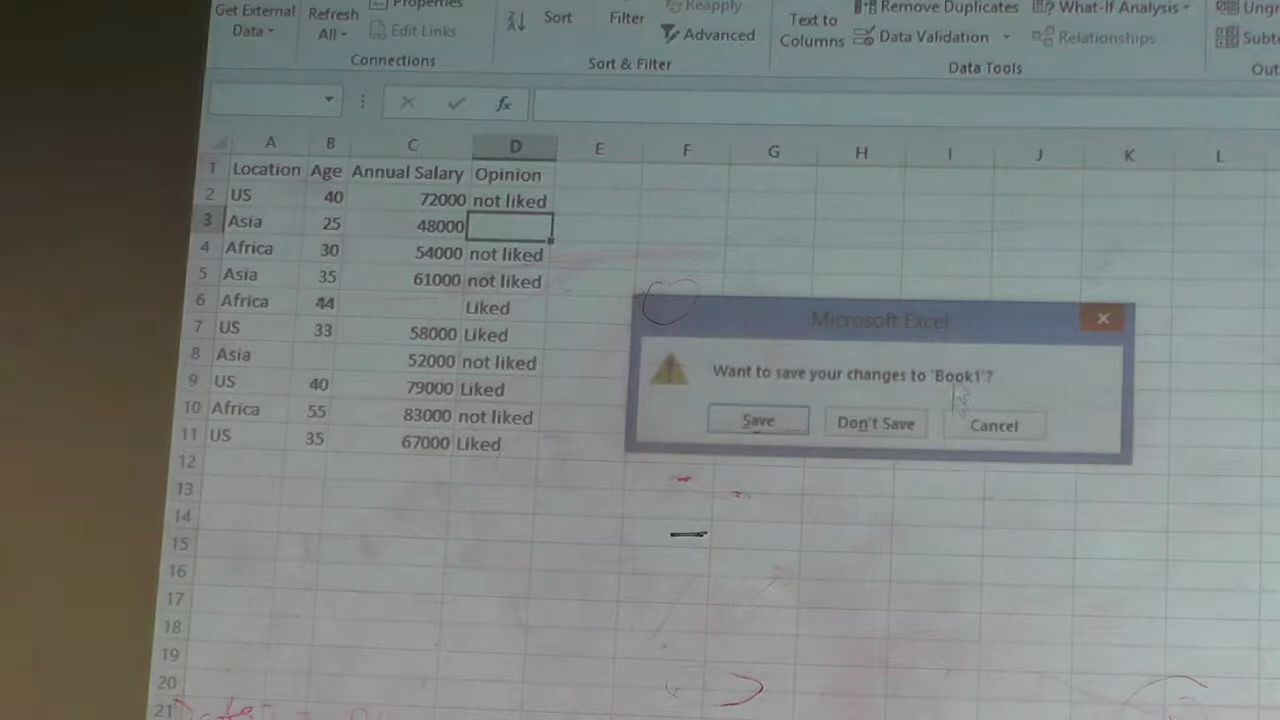 Properties
Get External Data
Refresh All
Edit Links
Connections
Sort
Filter
Reapply
Advanced
Sort & Filter
Text to Columns
Remove Duplicates
Data Validation
What-If Analysis
Relationships
Data Tools
fx
A B C D E F G H I J K L
1 Location Age Annual Salary Opinion
2 US 40 72000 not liked
3 Asia 25 48000
4 Africa 30 54000 not liked
5 Asia 35 61000 not liked
6 Africa 44 Liked
7 US 33 58000 Liked
8 Asia 52000 not liked
9 US 40 79000 Liked
10 Africa 55 83000 not liked
11 US 35 67000 Liked
12
13
14
15
16
17
18
19
20
21
Microsoft Excel
Want to save your changes to 'Book1'?
Save Don't Save Cancel